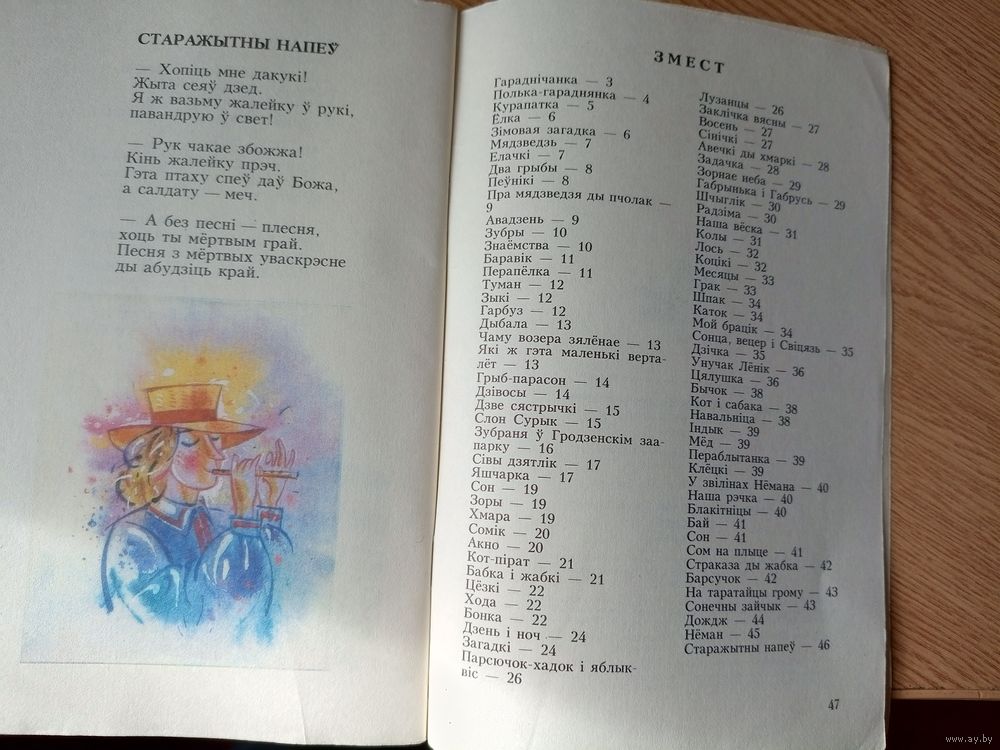 СТАРАЖЫТНЫ НАПЕЎ
— Хопіць мне дакукі!
Жыта сеяў дзед.
Я ж вазьму жалейку ў рукі,
павандрую ў свет!
— Рук чакае збожжа!
Кінь жалейку прэч.
Гэта птаху спеў даў Божа,
а салдату — меч.
— А без песні — плесня,
хоць ты мёртвым грай.
Песня з мёртвых уваскрэсне
ды абудзіць край.
ЗМЕСТ
Гараднічанка — 3
Полька-гараднянка — 4
Курапатка — 5
Ёлка — 6
Зімовая загадка — 6
Мядзведзь — 7
Елачкі — 7
Два грыбы — 8
Пеўнікі — 8
Пра мядзведзя ды пчолак —
9
Авадзень — 9
Зубры — 10
Знаёмства — 10
Баравік — 11
Перапёлка — 11
Туман — 12
Зыкі — 12
Гарбуз — 12
Дыбала — 13
Чаму возера зялёнае — 13
Які ж гэта маленькі верта-
лёт — 13
Грыб-парасон — 14
Дзівосы — 14
Дзве сястрычкі — 15
Слон Сурык — 15
Зубраня ў Гродзенскім заа-
парку — 16
Сівы дзятлік — 17
Яшчарка — 17
Сон — 19
Зоры — 19
Хмара — 19
Сомік — 20
Акно — 20
Кот-пірат — 21
Бабка і жабкі — 21
Цёзкі — 22
Хода — 22
Бонка — 22
Дзень і ноч — 24
Загадкі — 24
Парсючок-хадок і яблык-
віс — 26
Лузанцы — 26
Заклічка вясны — 27
Восень — 27
Сінічкі — 27
Авечкі ды хмаркі — 28
Задачка — 28
Зорнае неба — 29
Габрынька і Габрусь — 29
Шчыглік — 30
Радзіма — 30
Наша вёска — 31
Колы — 31
Лось — 32
Коцікі — 32
Месяцы — 33
Грак — 33
Шпак — 34
Каток — 34
Мой брацік — 34
Сонца, вецер і Свіцязь — 35
Дзічка — 35
Унучак Лёнік — 36
Цялушка — 36
Бычок — 38
Кот і сабака — 38
Навальніца — 38
Індык — 39
Мёд — 39
Пераблытанка — 39
Клёцкі — 39
У звілінах Нёмана — 40
Наша рэчка — 40
Блакітніцы — 40
Бай — 41
Сон — 41
Сом на плыце — 41
Страказа ды жабка — 42
Барсучок — 42
На таратайцы грому — 43
Сонечны зайчык — 43
Дождж — 44
Нёман — 45
Старажытны напеў — 46
47
www.ay.by